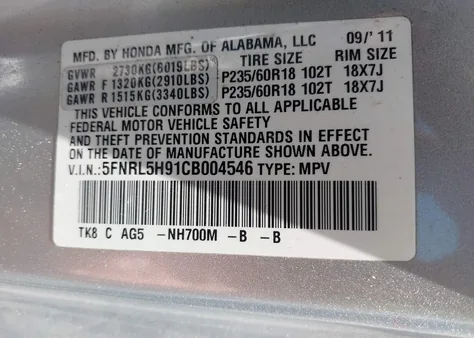 MFD. BY HONDA MFG. OF ALABAMA, LLC 09/'11
GVWR 2730KG(6019LBS) TIRE SIZE RIM SIZE
GAWR F 1320KG(2910LBS) P235/60R18 102T 18X7J
GAWR R 1515KG(3340LBS) P235/60R18 102T 18X7J
THIS VEHICLE CONFORMS TO ALL APPLICABLE
FEDERAL MOTOR VEHICLE SAFETY
AND THEFT PREVENTION STANDARDS IN EFFECT
ON THE DATE OF MANUFACTURE SHOWN ABOVE.
V.I.N.:5FNRL5H91CB004546 TYPE: MPV
TK8 C AG5 -NH700M -B -B